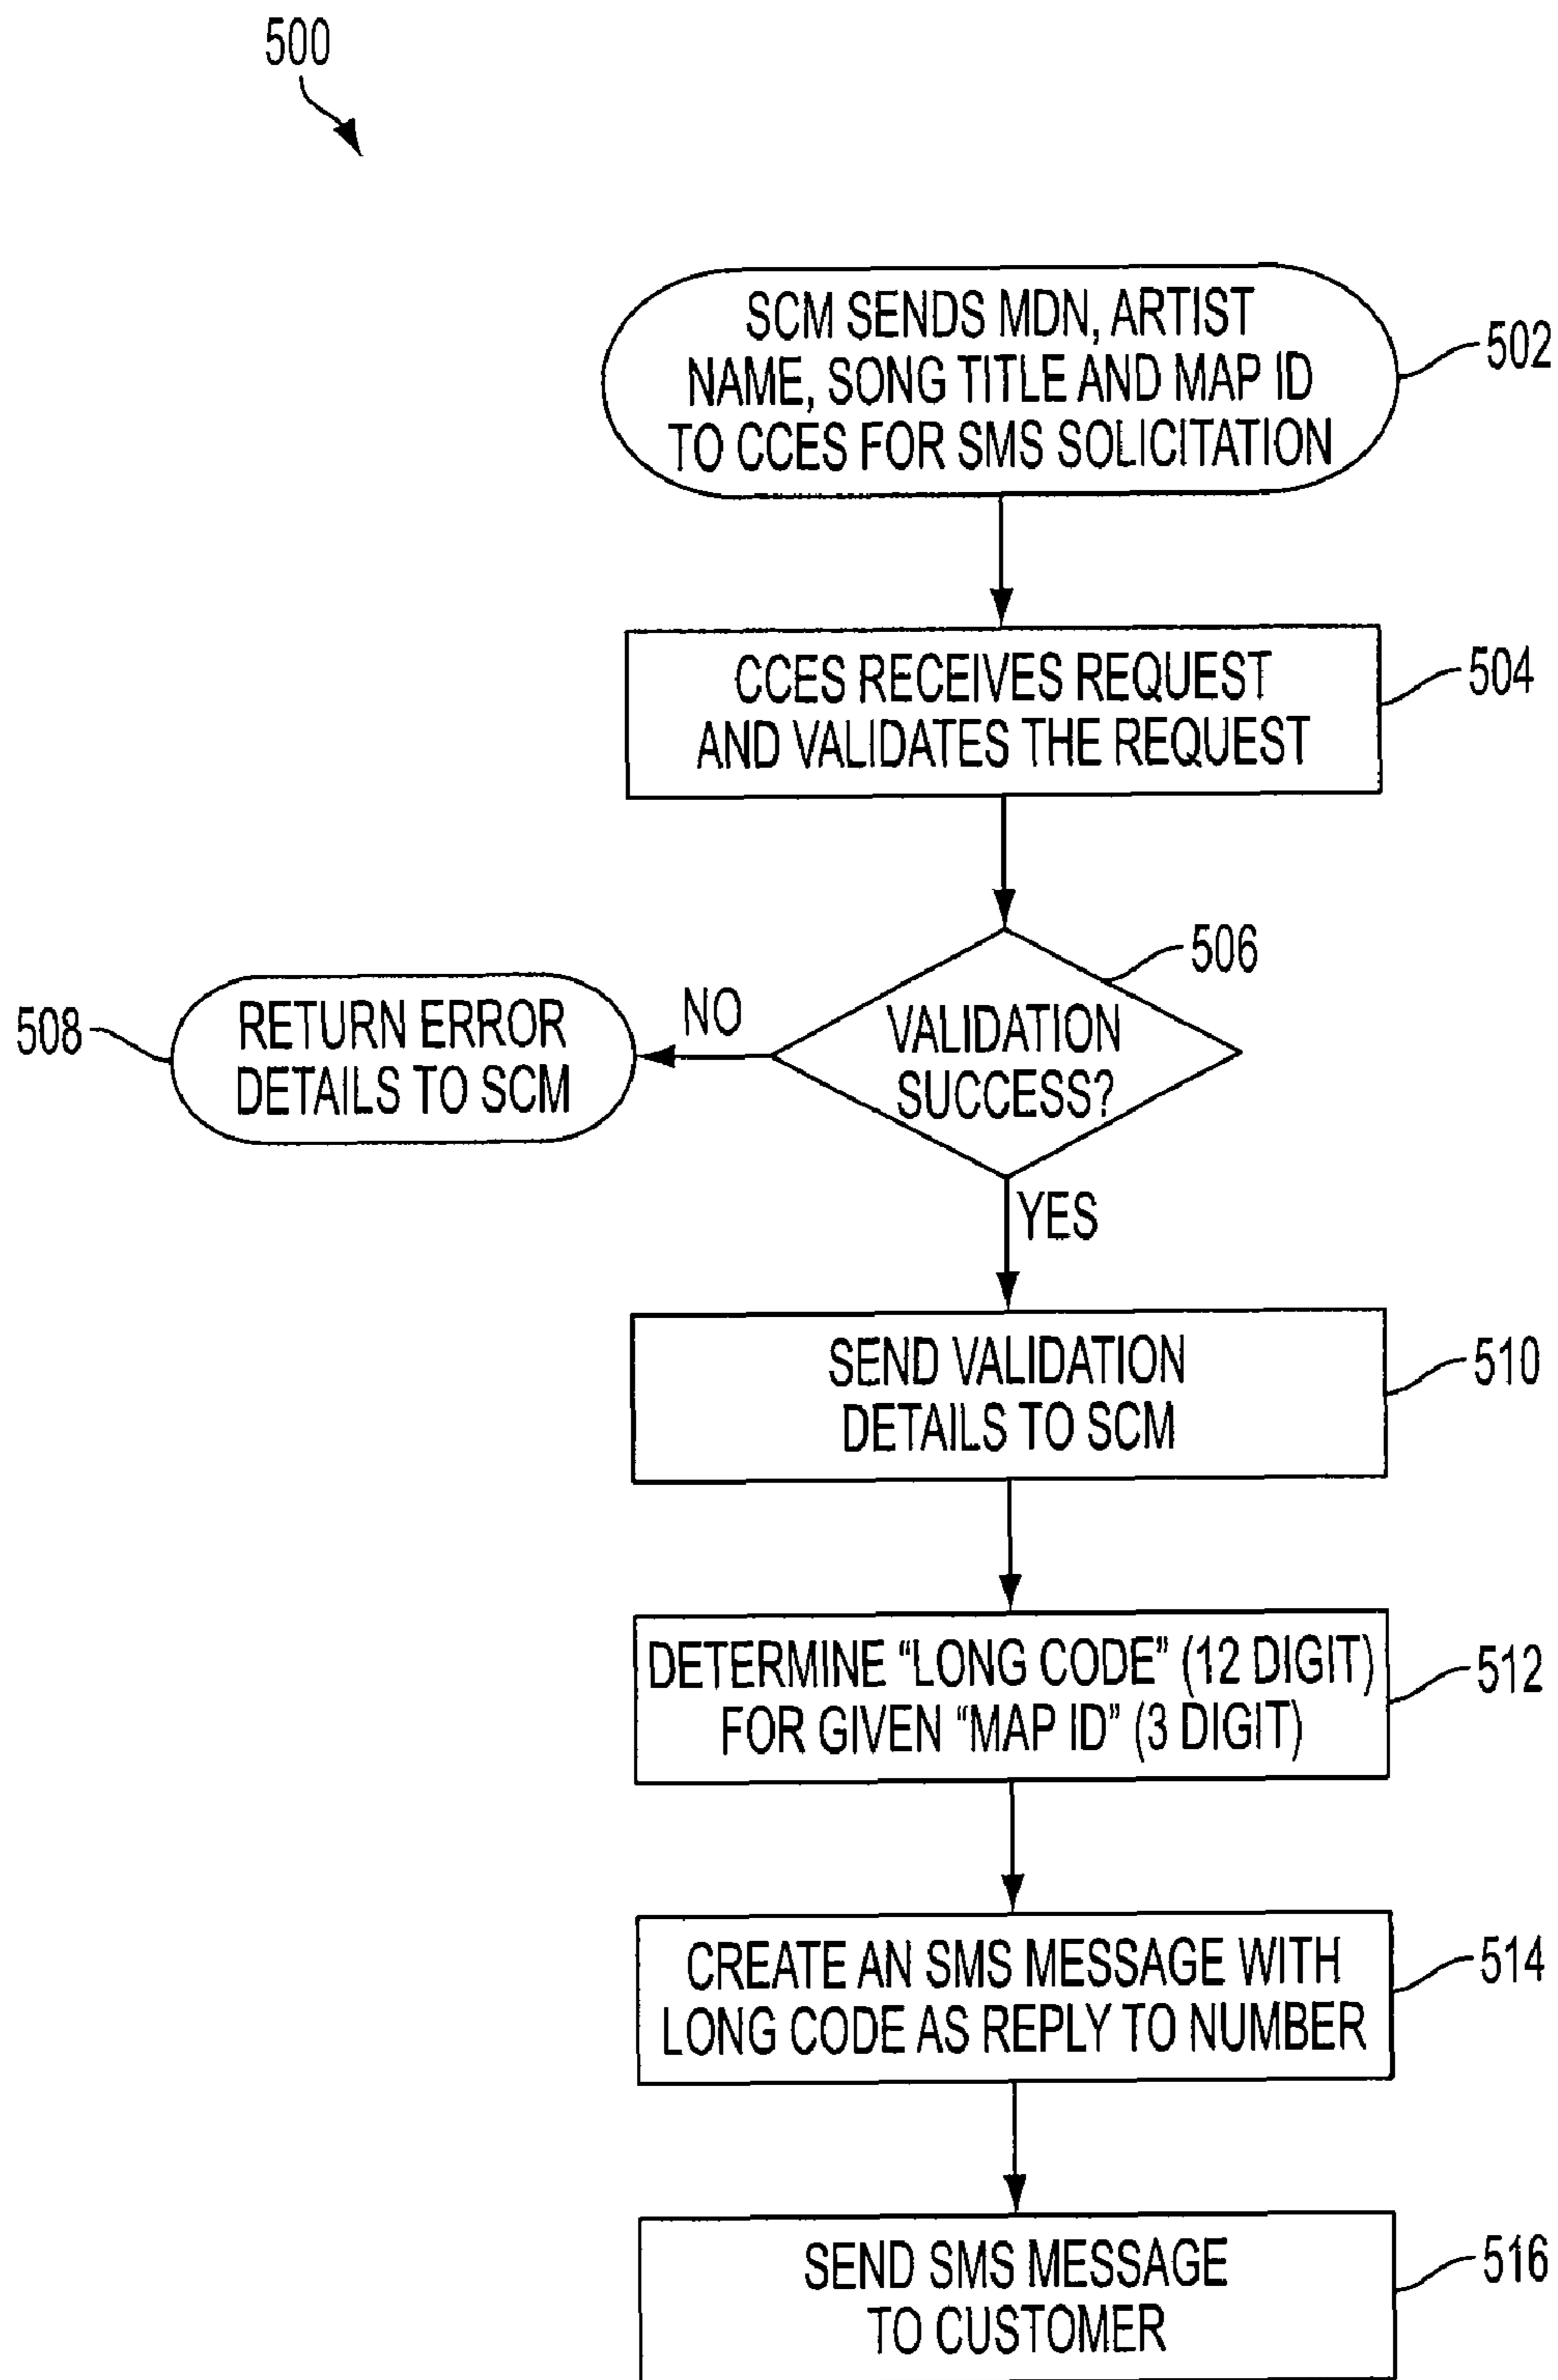 500
SCM SENDS MDN, ARTIST
NAME, SONG TITLE AND MAP ID
TO CCES FOR SMS SOLICITATION
502
CCES RECEIVES REQUEST
AND VALIDATES THE REQUEST
504
506
VALIDATION
SUCCESS?
NO
RETURN ERROR
DETAILS TO SCM
508
YES
SEND VALIDATION
DETAILS TO SCM
510
DETERMINE “LONG CODE” (12 DIGIT)
FOR GIVEN “MAP ID” (3 DIGIT)
512
CREATE AN SMS MESSAGE WITH
LONG CODE AS REPLY TO NUMBER
514
SEND SMS MESSAGE
TO CUSTOMER
516